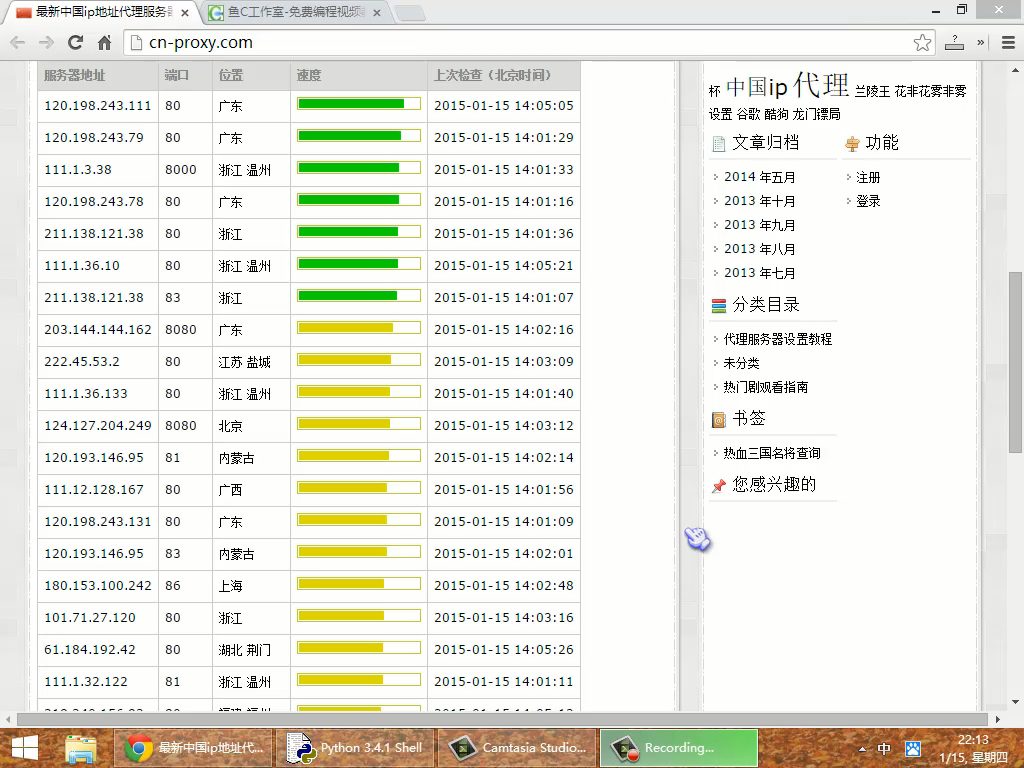 最新中国ip地址代理服务器
鱼C工作室-免费编程视频
cn-proxy.com
服务器地址 端口 位置 速度 上次检查（北京时间）
120.198.243.111 80 广东 2015-01-15 14:05:05
120.198.243.79 80 广东 2015-01-15 14:01:29
111.1.3.38 8000 浙江 温州 2015-01-15 14:01:33
120.198.243.78 80 广东 2015-01-15 14:01:16
211.138.121.38 80 浙江 2015-01-15 14:01:36
111.1.36.10 80 浙江 温州 2015-01-15 14:05:21
211.138.121.38 83 浙江 2015-01-15 14:01:07
203.144.144.162 8080 广东 2015-01-15 14:02:16
222.45.53.2 80 江苏 盐城 2015-01-15 14:03:09
111.1.36.133 80 浙江 温州 2015-01-15 14:01:40
124.127.204.249 8080 北京 2015-01-15 14:03:12
120.193.146.95 81 内蒙古 2015-01-15 14:02:14
111.12.128.167 80 广西 2015-01-15 14:01:56
120.198.243.131 80 广东 2015-01-15 14:01:09
120.193.146.95 83 内蒙古 2015-01-15 14:02:01
180.153.100.242 86 上海 2015-01-15 14:02:48
101.71.27.120 80 浙江 2015-01-15 14:03:16
61.184.192.42 80 湖北 荆门 2015-01-15 14:05:26
111.1.32.122 81 浙江 温州 2015-01-15 14:01:11
杯 中国ip 代理 兰陵王 花非花雾非雾
设置 谷歌 酷狗 龙门镖局
文章归档
2014 年五月
2013 年十月
2013 年九月
2013 年八月
2013 年七月
功能
注册
登录
分类目录
代理服务器设置教程
未分类
热门剧观看指南
书签
热血三国名将查询
您感兴趣的
最新中国ip地址代...
Python 3.4.1 Shell
Camtasia Studio...
Recording...
中
22:13
1/15, 星期四